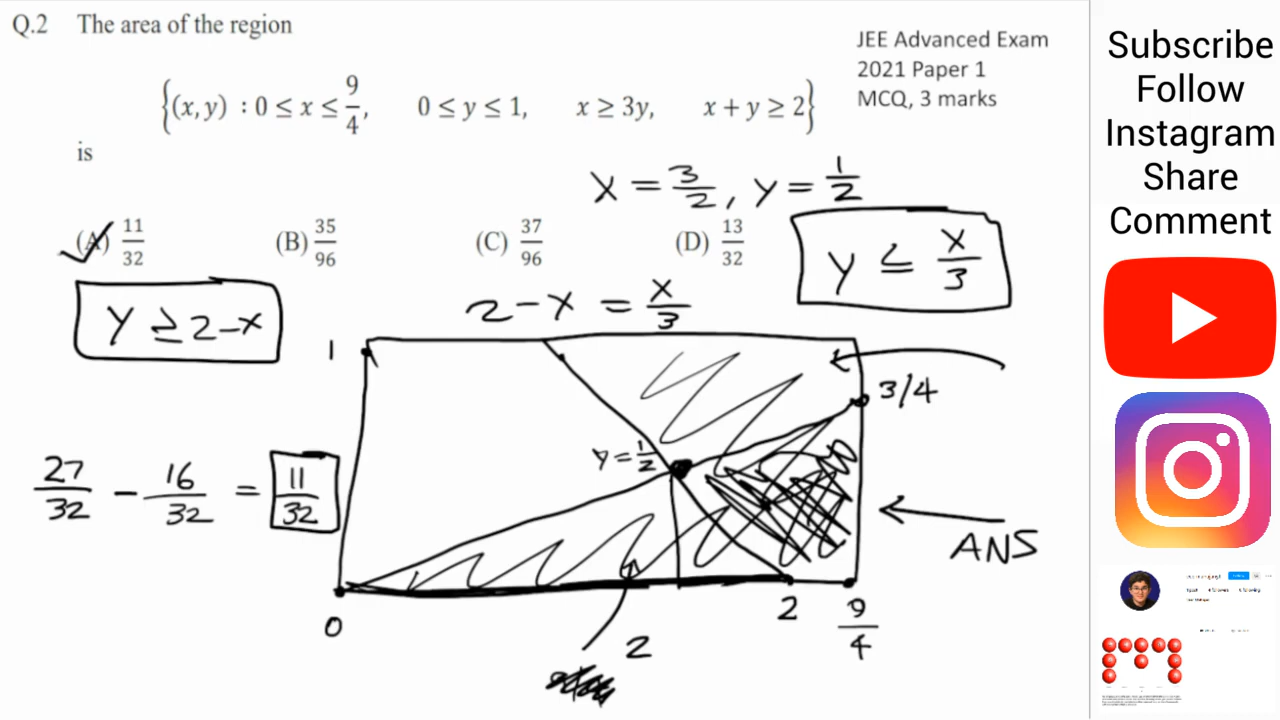 Q.2 The area of the region
JEE Advanced Exam
2021 Paper 1
MCQ, 3 marks
{(x, y) : 0 ≤ x ≤ 9/4, 0 ≤ y ≤ 1, x ≥ 3y, x + y ≥ 2}
is
x = 3/2, y = 1/2
(A) 11/32 (B) 35/96 (C) 37/96 (D) 13/32
y ≤ x/3
y ≥ 2-x
2-x = x/3
1
3/4
y = 1/2
27/32 - 16/32 = 11/32
ANS
0
2
9/4
2
Subscribe
Follow
Instagram
Share
Comment